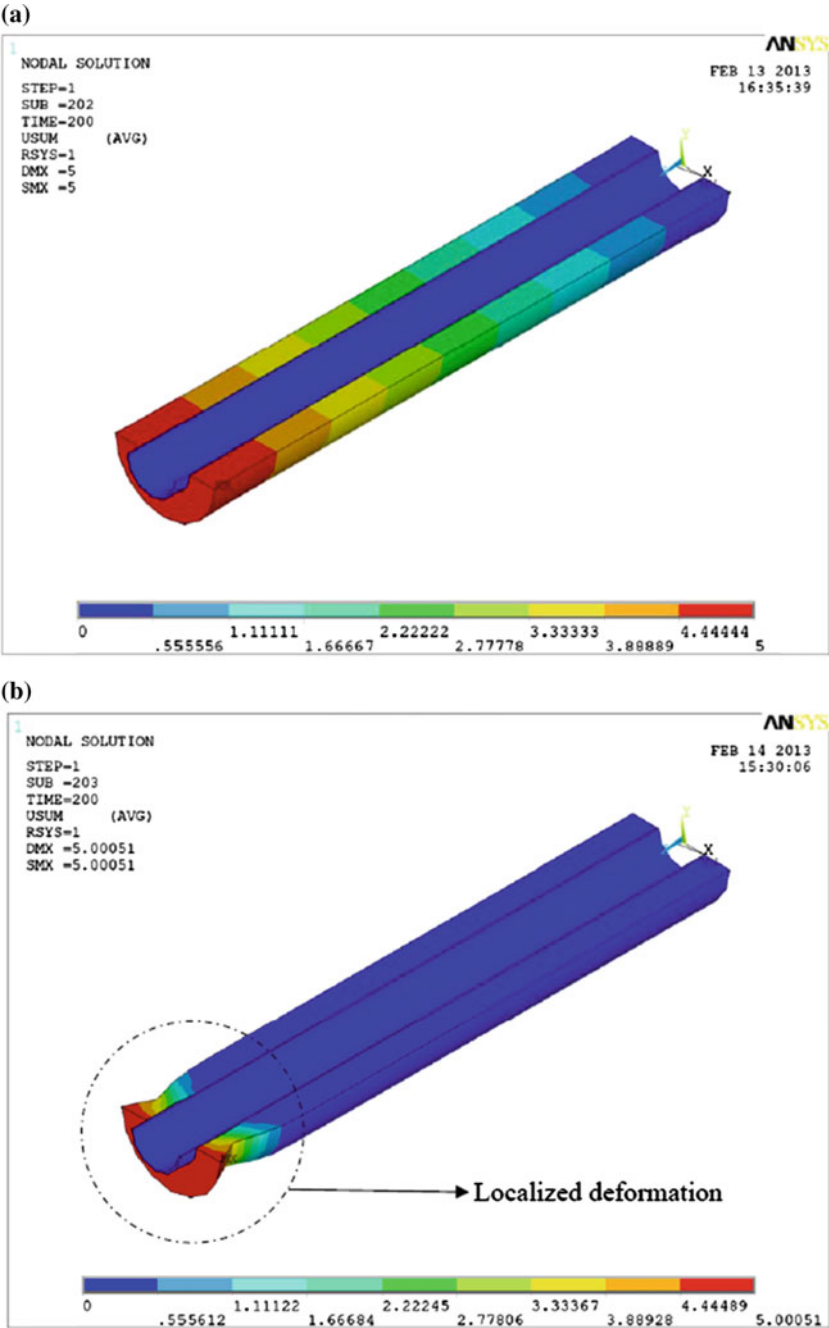 (a)
1
ANSYS
NODAL SOLUTION
FEB 13 2013
16:35:39
STEP=1
SUB =202
TIME=200
USUM (AVG)
RSYS=1
DMX =5
SMX =5
Y
X
0 1.11111 2.22222 3.33333 4.44444
.555556 1.66667 2.77778 3.88889 5
(b)
1
ANSYS
NODAL SOLUTION
FEB 14 2013
15:30:06
STEP=1
SUB =203
TIME=200
USUM (AVG)
RSYS=1
DMX =5.00051
SMX =5.00051
Y
X
MX
Localized deformation
0 1.11122 2.22245 3.33367 4.44489
.555612 1.66684 2.77806 3.88928 5.00051